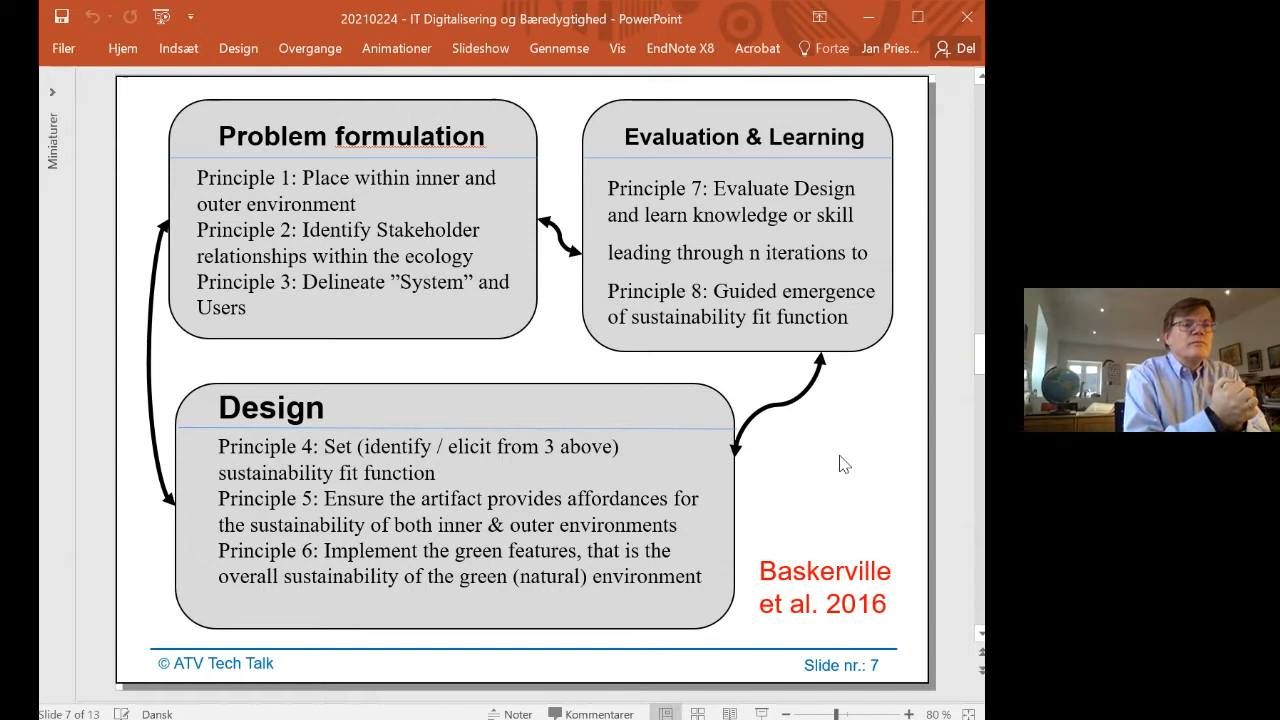 20210224 - IT Digitalisering og Bæredygtighed - PowerPoint
Filer Hjem Indsæt Design Overgange Animationer Slideshow Gennemse Vis EndNote X8 Acrobat Fortæ Jan Pries... Del
Miniaturer
Problem formulation
Principle 1: Place within inner and
outer environment
Principle 2: Identify Stakeholder
relationships within the ecology
Principle 3: Delineate ”System” and
Users
Evaluation & Learning
Principle 7: Evaluate Design
and learn knowledge or skill
leading through n iterations to
Principle 8: Guided emergence
of sustainability fit function
Design
Principle 4: Set (identify / elicit from 3 above)
sustainability fit function
Principle 5: Ensure the artifact provides affordances for
the sustainability of both inner & outer environments
Principle 6: Implement the green features, that is the
overall sustainability of the green (natural) environment
Baskerville
et al. 2016
© ATV Tech Talk
Slide nr.: 7
Slide 7 of 13 Dansk Noter Kommentarer 80 %